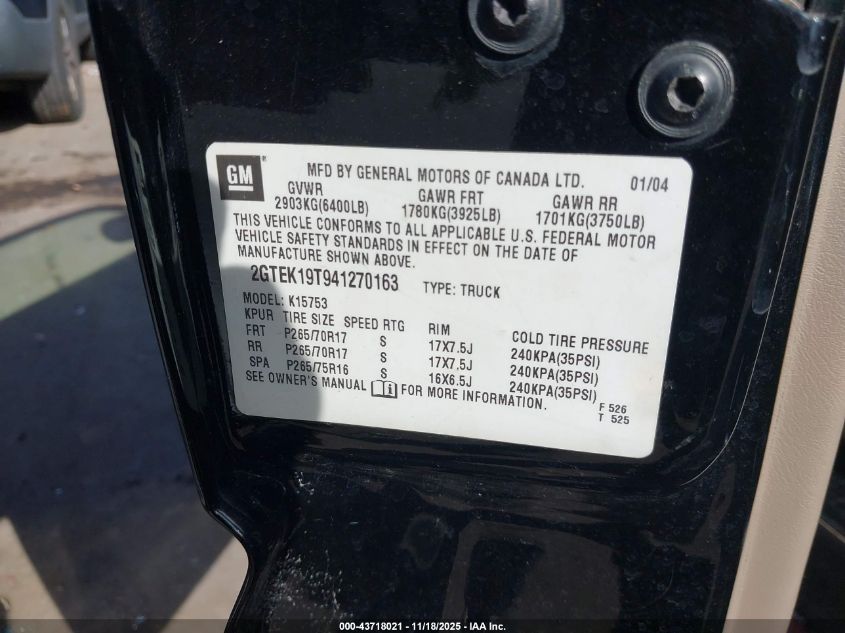 GM
MFD BY GENERAL MOTORS OF CANADA LTD. 01/04
GVWR GAWR FRT GAWR RR
2903KG(6400LB) 1780KG(3925LB) 1701KG(3750LB)
THIS VEHICLE CONFORMS TO ALL APPLICABLE U.S. FEDERAL MOTOR
VEHICLE SAFETY STANDARDS IN EFFECT ON THE DATE OF
MANUFACTURE SHOWN ABOVE.
2GTEK19T941270163 TYPE: TRUCK
MODEL: K15753
KPUR TIRE SIZE SPEED RTG RIM COLD TIRE PRESSURE
FRT P265/70R17 S 17X7.5J 240KPA(35PSI)
RR P265/70R17 S 17X7.5J 240KPA(35PSI)
SPA P265/75R16 S 16X6.5J 240KPA(35PSI)
SEE OWNER'S MANUAL FOR MORE INFORMATION.
F 526
T 525
000-43718021 - 11/18/2025 - IAA Inc.